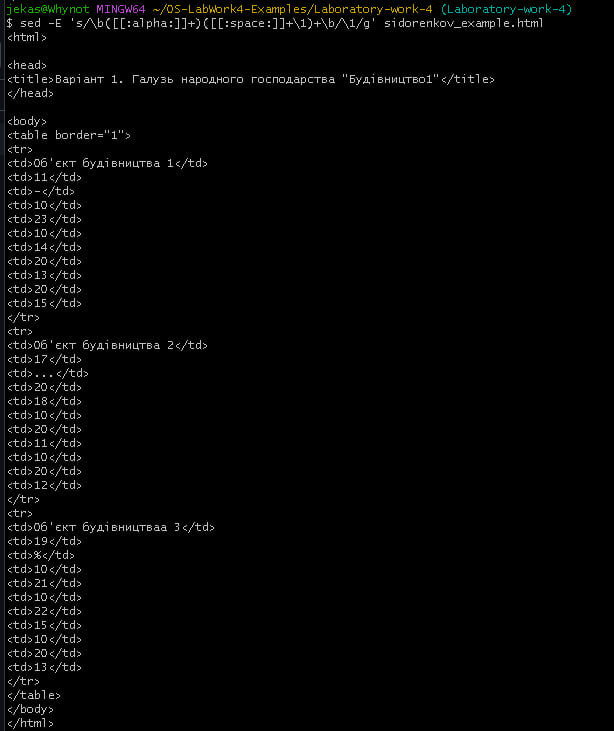 jekas@Whynot MINGW64 ~/OS-LabWork4-Examples/Laboratory-work-4 (Laboratory-work-4)
$ sed -E 's/\b([[:alpha:]]+)([[:space:]]+\1)+\b/\1/g' sidorenkov_example.html
<html>

<head>
<title>Варіант 1. Галузь народного господарства "Будівництво1"</title>
</head>

<body>
<table border="1">
<tr>
<td>Об'єкт будівництва 1</td>
<td>11</td>
<td>-</td>
<td>10</td>
<td>23</td>
<td>10</td>
<td>14</td>
<td>20</td>
<td>13</td>
<td>20</td>
<td>15</td>
</tr>
<tr>
<td>Об'єкт будівництва 2</td>
<td>17</td>
<td>...</td>
<td>20</td>
<td>18</td>
<td>10</td>
<td>20</td>
<td>11</td>
<td>10</td>
<td>20</td>
<td>12</td>
</tr>
<tr>
<td>Об'єкт будівництваа 3</td>
<td>19</td>
<td>%</td>
<td>10</td>
<td>21</td>
<td>10</td>
<td>22</td>
<td>15</td>
<td>10</td>
<td>20</td>
<td>13</td>
</tr>
</table>
</body>
</html>